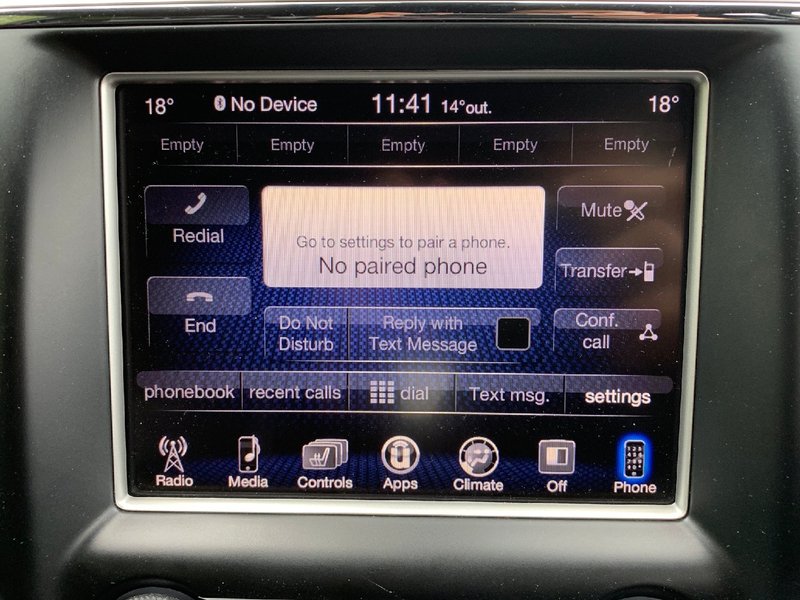 18° No Device 11:41 14°out. 18°
Empty Empty Empty Empty Empty
Redial
Go to settings to pair a phone.
No paired phone
Mute
Transfer
End
Do Not
Disturb
Reply with
Text Message
Conf.
call
phonebook recent calls dial Text msg. settings
Radio Media Controls Apps Climate Off Phone